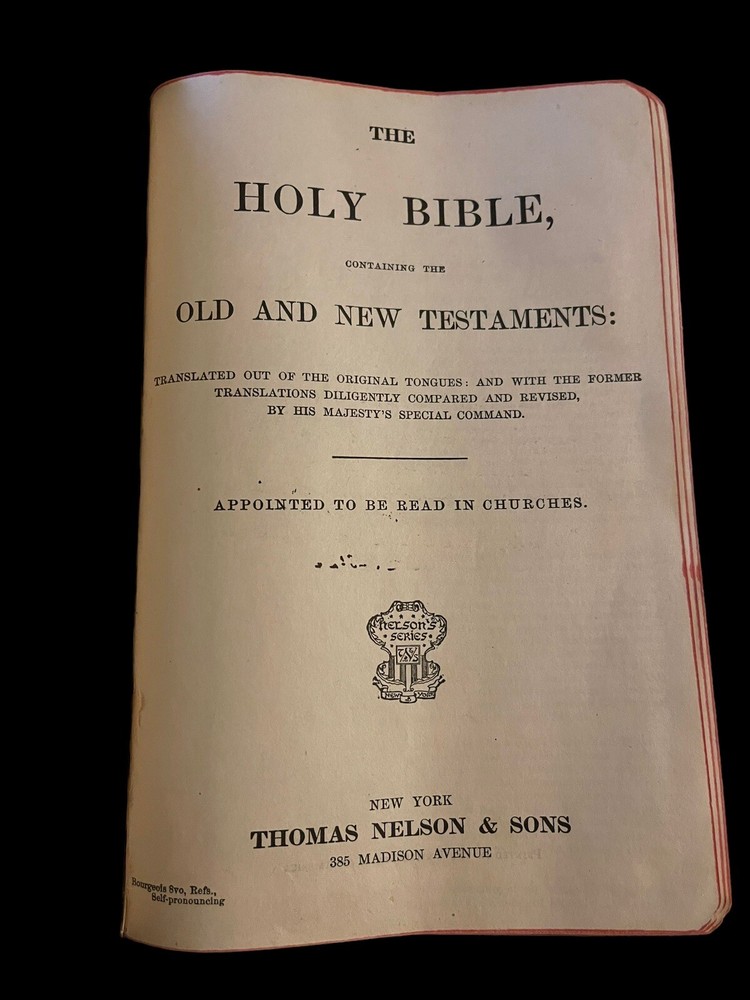 THE
HOLY BIBLE,
CONTAINING THE
OLD AND NEW TESTAMENTS:
TRANSLATED OUT OF THE ORIGINAL TONGUES: AND WITH THE FORMER
TRANSLATIONS DILIGENTLY COMPARED AND REVISED,
BY HIS MAJESTY'S SPECIAL COMMAND.
APPOINTED TO BE READ IN CHURCHES.
NELSON'S
SERIES
NEW YORK
NEW YORK
THOMAS NELSON & SONS
385 MADISON AVENUE
Bourgeois 8vo, Refs.,
Self-pronouncing